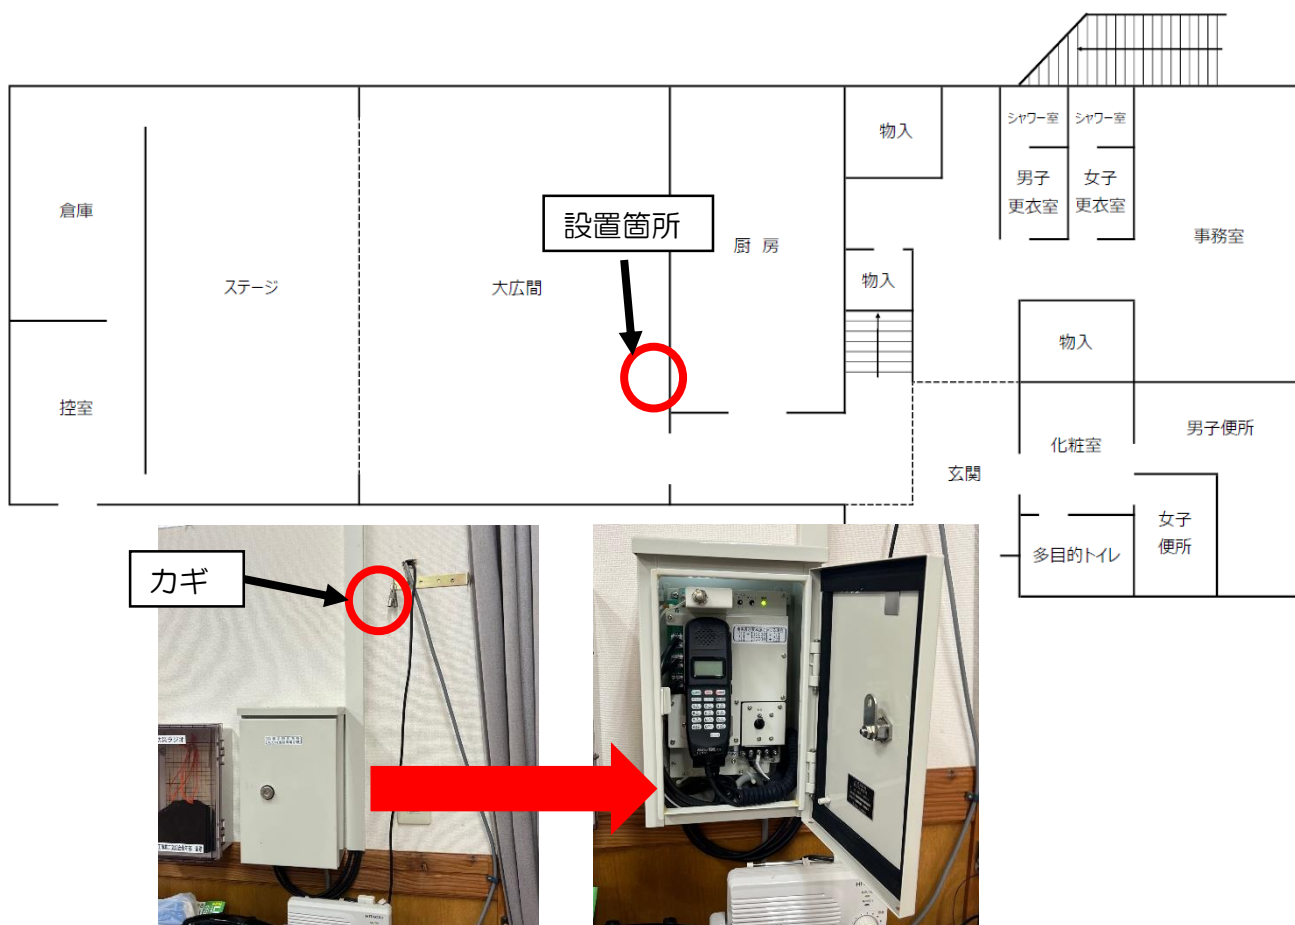 シャワー室
シャワー室
物入
男子
更衣室
女子
更衣室
倉庫
設置箇所
厨 房
事務室
ステージ
大広間
物入
物入
控室
化粧室
男子便所
玄関
女子
便所
多目的トイレ
カギ
ラジオ